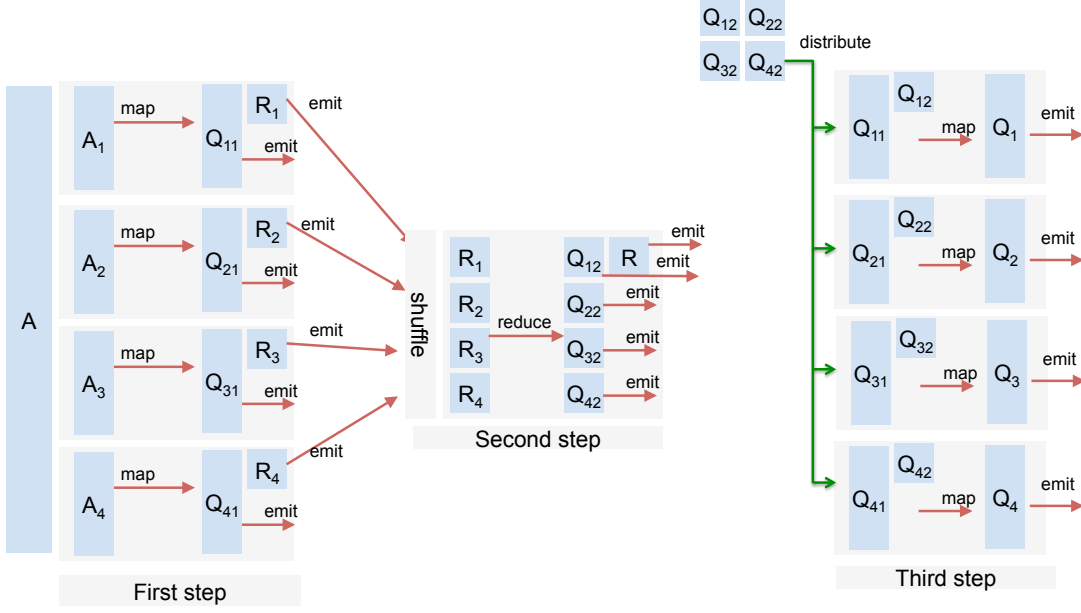 A
A1
map
Q11
R1
emit
emit
A2
map
Q21
R2
emit
emit
A3
map
Q31
R3
emit
emit
A4
map
Q41
R4
emit
emit
First step
shuffle
R1
R2
R3
R4
reduce
Q12
R
emit
emit
Q22
emit
Q32
emit
Q42
emit
Second step
Q12 Q22
Q32 Q42
distribute
Q11
Q12
map
Q1
emit
Q21
Q22
map
Q2
emit
Q31
Q32
map
Q3
emit
Q41
Q42
map
Q4
emit
Third step